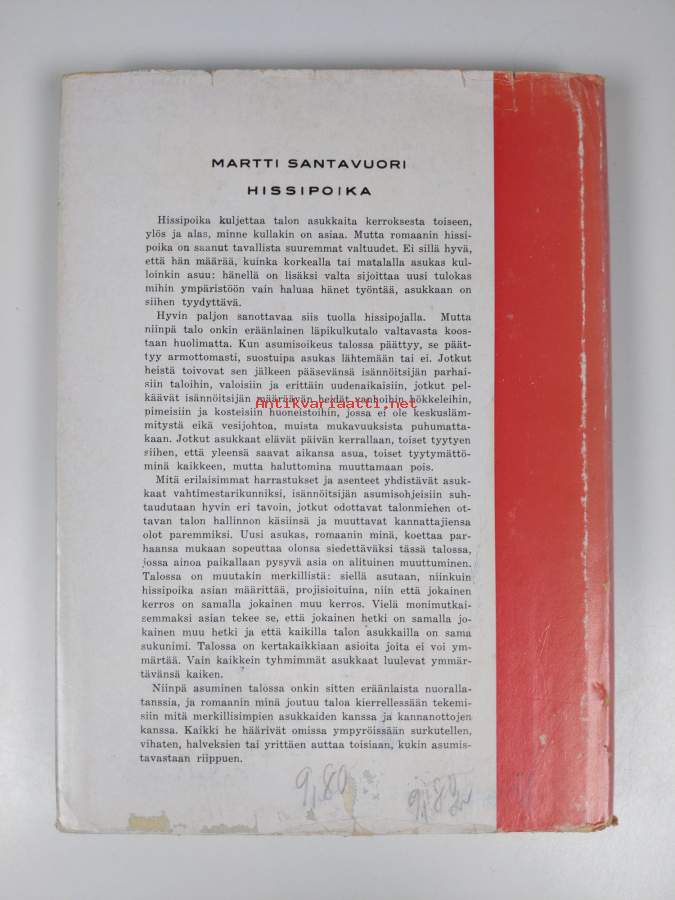 MARTTI SANTAVUORI
HISSIPOIKA
Hissipoika kuljettaa talon asukkaita kerroksesta toiseen,
ylös ja alas, minne kullakin on asiaa. Mutta romaanin hissi-
poika on saanut tavallista suuremmat valtuudet. Ei sillä hyvä,
että hän määrää, kuinka korkealla tai matalalla asukas kul-
loinkin asuu: hänellä on lisäksi valta sijoittaa uusi tulokas
mihin ympäristöön vain haluaa hänet työntää, asukkaan on
siihen tyydyttävä.
Hyvin paljon sanottavaa siis tuolla hissipojalla. Mutta
niinpä talo onkin eräänlainen läpikulkutalo valtavasta koos-
taan huolimatta. Kun asumisoikeus talossa päättyy, se päät-
tyy armottomasti, suostuipa asukas lähtemään tai ei. Jotkut
heistä toivovat sen jälkeen pääsevänsä isännöitsijän parhai-
siin taloihin, valoisiin ja erittäin uudenaikaisiin, jotkut pel-
käävät isännöitsijän määräävän heidät vanhoihin hökkeleihin,
Antikvariaatti.net
pimeisiin ja kosteisiin huoneistoihin, jossa ei ole keskusläm-
mitystä eikä vesijohtoa, muista mukavuuksista puhumatta-
kaan. Jotkut asukkaat elävät päivän kerrallaan, toiset tyytyen
siihen, että yleensä saavat aikansa asua, toiset tyytymättö-
minä kaikkeen, mutta haluttomina muuttamaan pois.
Mitä erilaisimmat harrastukset ja asenteet yhdistävät asuk-
kaat vahtimestarikunniksi, isännöitsijän asumisohjeisiin suh-
taudutaan hyvin eri tavoin, jotkut odottavat talonmiehen ot-
tavan talon hallinnon käsiinsä ja muuttavan kannattajiensa
olot paremmiksi. Uusi asukas, romaanin minä, koettaa par-
haansa mukaan sopeuttaa olonsa siedettäväksi tässä talossa,
jossa ainoa paikallaan pysyvä asia on alituinen muuttuminen.
Talossa on muutakin merkillistä: siellä asutaan, niinkuin
hissipoika asian määrittää, projisioituina, niin että jokainen
kerros on samalla jokainen muu kerros. Vielä monimutkai-
semmaksi asian tekee se, että jokainen hetki on samalla jo-
kainen muu hetki ja että kaikilla talon asukkailla on sama
sukunimi. Talossa on kertakaikkiaan asioita joita ei voi ym-
märtää. Vain kaikkein tyhmimmät asukkaat luulevat ymmär-
tävänsä kaiken.
Niinpä asuminen talossa onkin sitten eräänlaista nuoralla-
tanssia, ja romaanin minä joutuu taloa kierrellessään tekemi-
siin mitä merkillisimpien asukkaiden kanssa ja kannanottojen
kanssa. Kaikki he häärivät omissa ympyröissään surkutellen,
vihaten, halveksien tai yrittäen auttaa toisiaan, kukin asumis-
tavastaan riippuen.